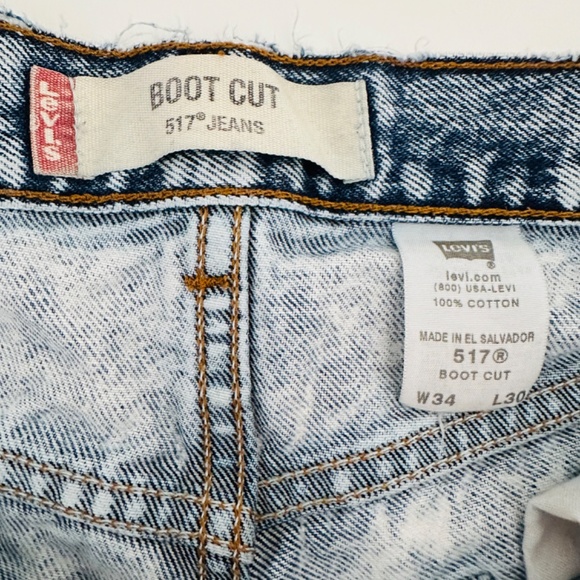 Levi's
BOOT CUT
517® JEANS
LEVI'S
®
levi.com
(800) USA-LEVI
100% COTTON
MADE IN EL SALVADOR
517®
BOOT CUT
W34 L30